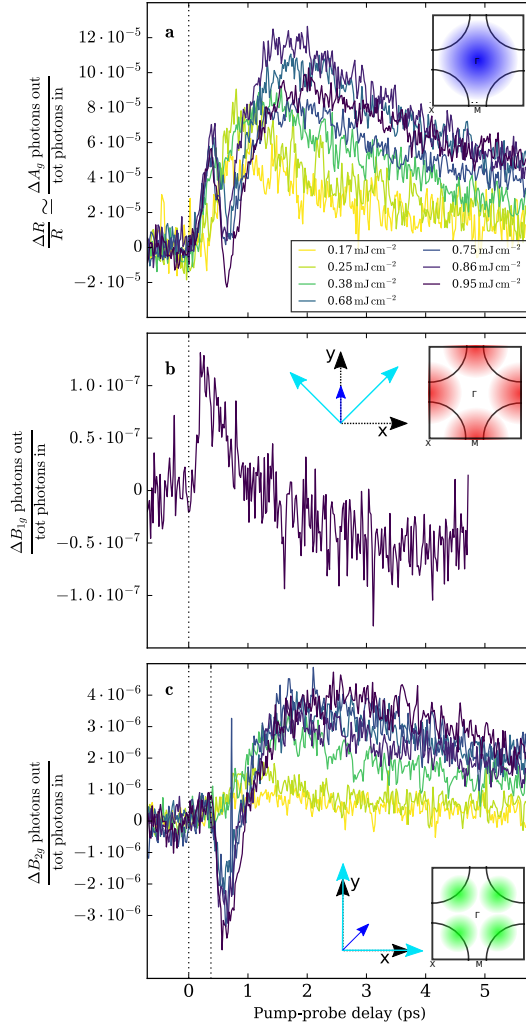 a
ΔR/R ≃ ΔA_g photons out / tot photons in
12·10⁻⁵
10·10⁻⁵
8·10⁻⁵
6·10⁻⁵
4·10⁻⁵
2·10⁻⁵
0
−2·10⁻⁵
Γ
X
M
0.17 mJ cm⁻²
0.25 mJ cm⁻²
0.38 mJ cm⁻²
0.68 mJ cm⁻²
0.75 mJ cm⁻²
0.86 mJ cm⁻²
0.95 mJ cm⁻²
b
ΔB_1g photons out / tot photons in
1.0·10⁻⁷
0.5·10⁻⁷
0
−0.5·10⁻⁷
−1.0·10⁻⁷
y
x
Γ
X
M
c
ΔB_2g photons out / tot photons in
4·10⁻⁶
3·10⁻⁶
2·10⁻⁶
1·10⁻⁶
0
−1·10⁻⁶
−2·10⁻⁶
−3·10⁻⁶
y
x
Γ
X
M
0 1 2 3 4 5
Pump-probe delay (ps)